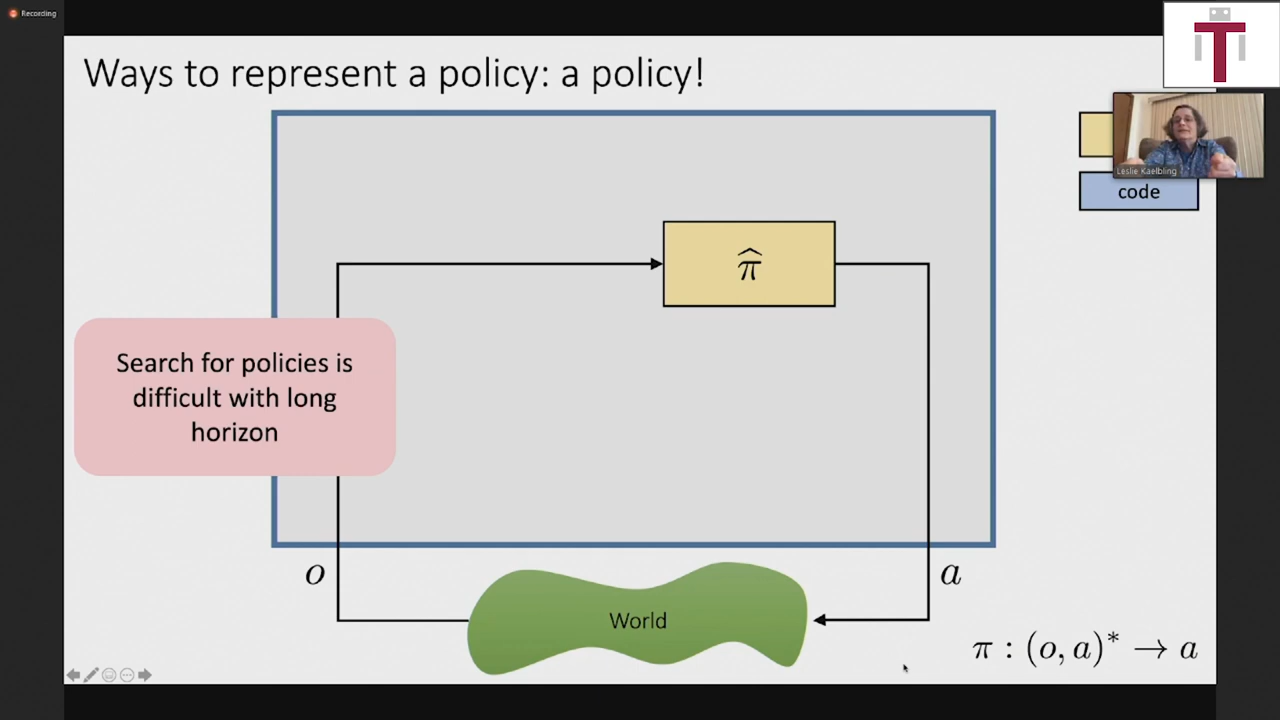 Recording
Ways to represent a policy: a policy!
Leslie Kaelbling
code
π̂
Search for policies is
difficult with long
horizon
o
a
World
π : (o, a)* → a
T